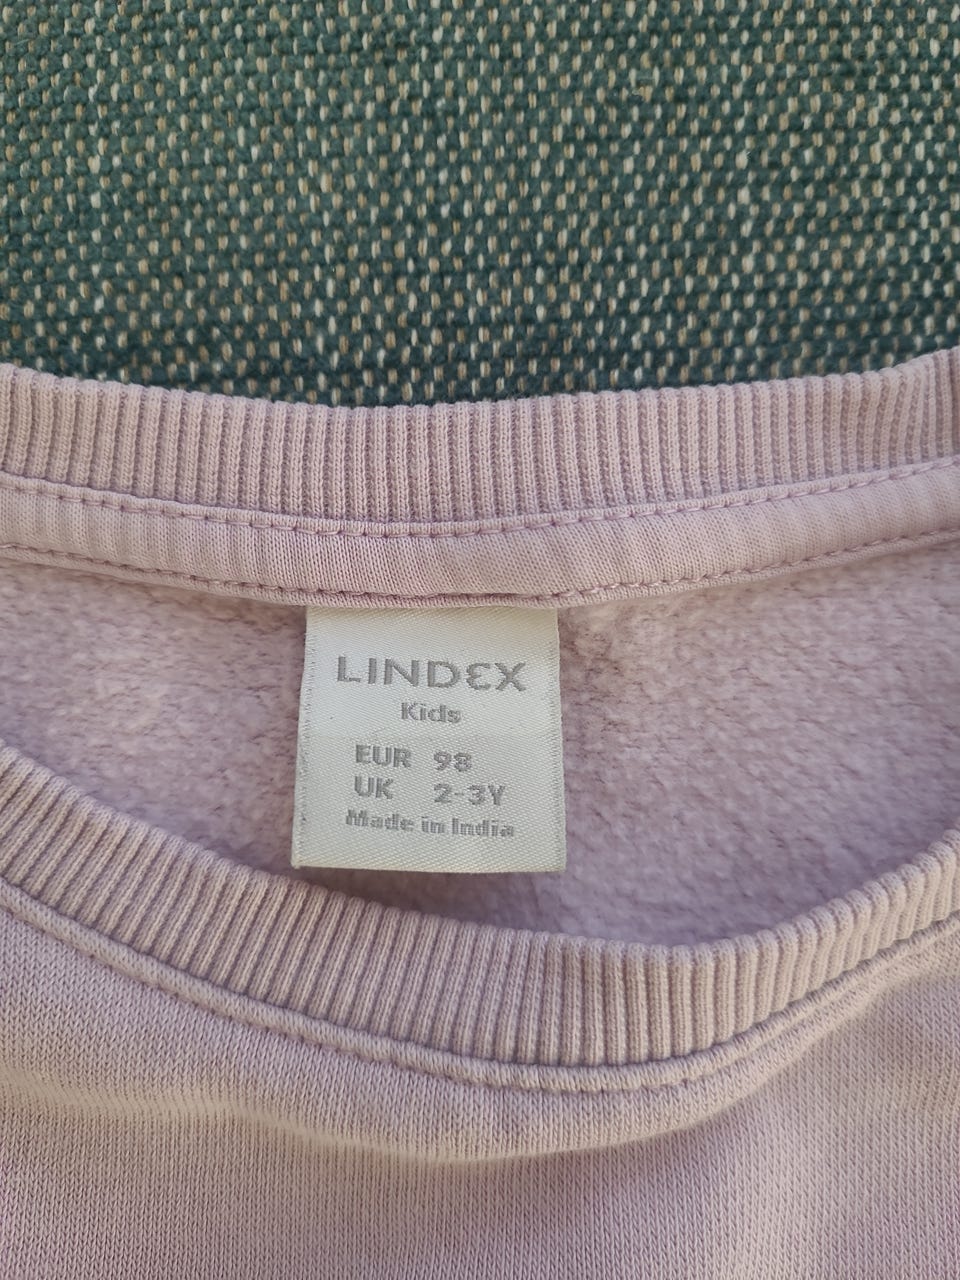 LINDEX
Kids
EUR 98
UK 2-3Y
Made in India